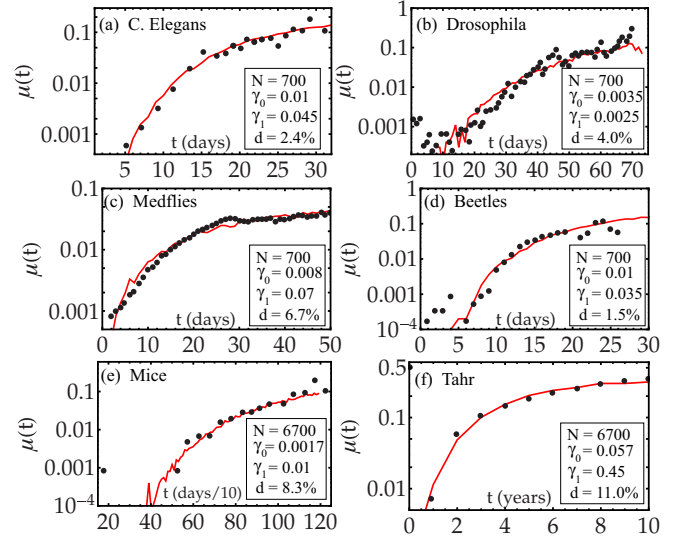 (a) C. Elegans
μ(t)
0.1
0.01
0.001
N = 700
γ0 = 0.01
γ1 = 0.045
d = 2.4%
t (days)
0 5 10 15 20 25 30
(b) Drosophila
μ(t)
1
0.1
0.01
0.001
N = 700
γ0 = 0.0035
γ1 = 0.0025
d = 4.0%
t (days)
0 10 20 30 40 50 60 70
(c) Medflies
μ(t)
0.1
0.01
0.001
N = 700
γ0 = 0.008
γ1 = 0.07
d = 6.7%
t (days)
0 10 20 30 40 50
(d) Beetles
μ(t)
1
0.1
0.01
0.001
10⁻⁴
N = 700
γ0 = 0.01
γ1 = 0.035
d = 1.5%
t (days)
0 5 10 15 20 25 30
(e) Mice
μ(t)
0.1
0.01
0.001
10⁻⁴
N = 6700
γ0 = 0.0017
γ1 = 0.01
d = 8.3%
t (days/10)
20 40 60 80 100 120
(f) Tahr
μ(t)
0.5
0.1
0.01
N = 6700
γ0 = 0.057
γ1 = 0.45
d = 11.0%
t (years)
0 2 4 6 8 10